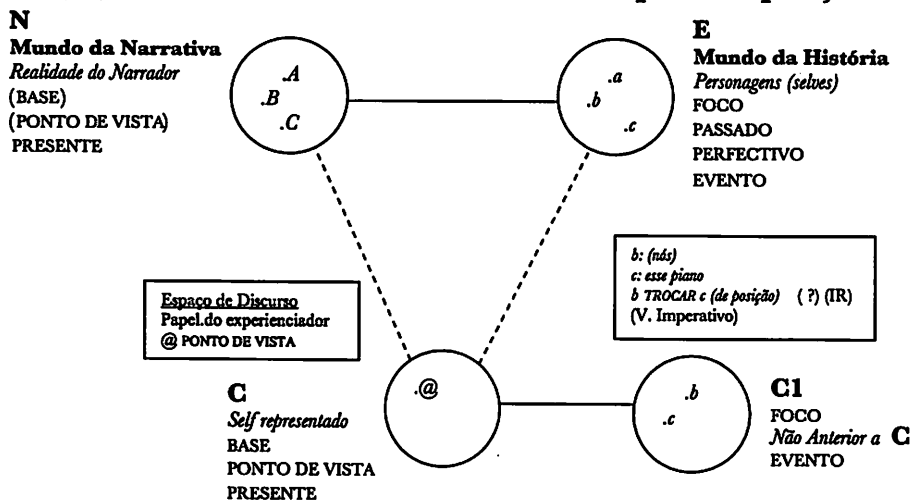 N
Mundo da Narrativa
Realidade do Narrador
(BASE)
(PONTO DE VISTA)
PRESENTE
.A
.B
.C
E
Mundo da História
Personagens (selves)
FOCO
PASSADO
PERFECTIVO
EVENTO
.a
.b
.c
b: (nós)
c: esse piano
b TROCAR c (de posição) ( ?) (IR)
(V. Imperativo)
Espaço de Discurso
Papel.do experienciador
@ PONTO DE VISTA
C
Self representado
BASE
PONTO DE VISTA
PRESENTE
.@
.b
.c
C1
FOCO
Não Anterior a C
EVENTO